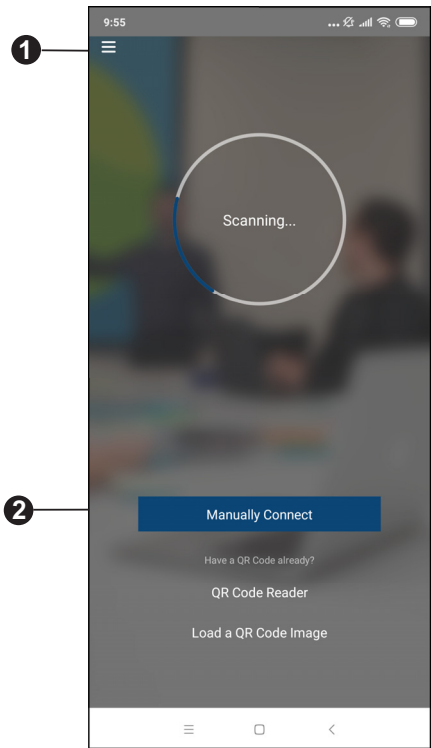 9:55
1
Scanning...
2
Manually Connect
Have a QR Code already?
QR Code Reader
Load a QR Code Image